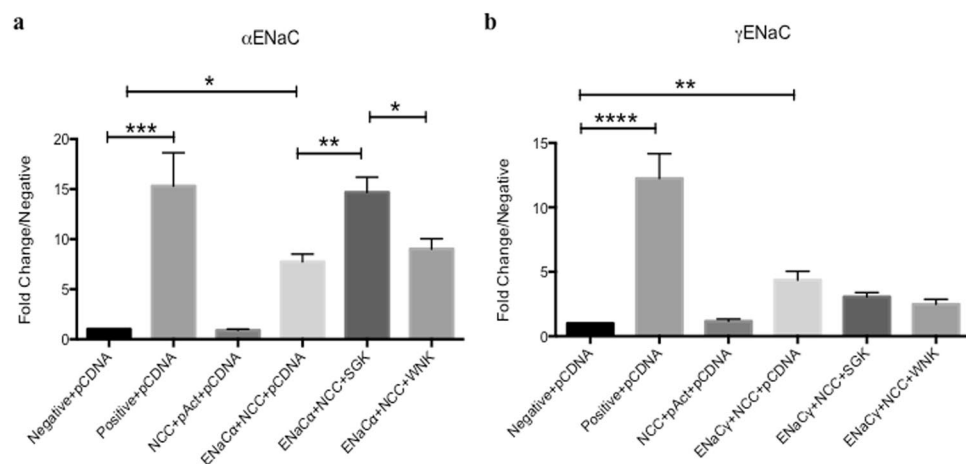 a
αENaC
*
***
**
*
Fold Change/Negative
20
15
10
5
0
Negative+pCDNA
Positive+pCDNA
NCC+pAct+pCDNA
ENaCα+NCC+pCDNA
ENaCα+NCC+SGK
ENaCα+NCC+WNK
b
γENaC
**
****
Fold Change/Negative
15
10
5
0
Negative+pCDNA
Positive+pCDNA
NCC+pAct+pCDNA
ENaCγ+NCC+pCDNA
ENaCγ+NCC+SGK
ENaCγ+NCC+WNK